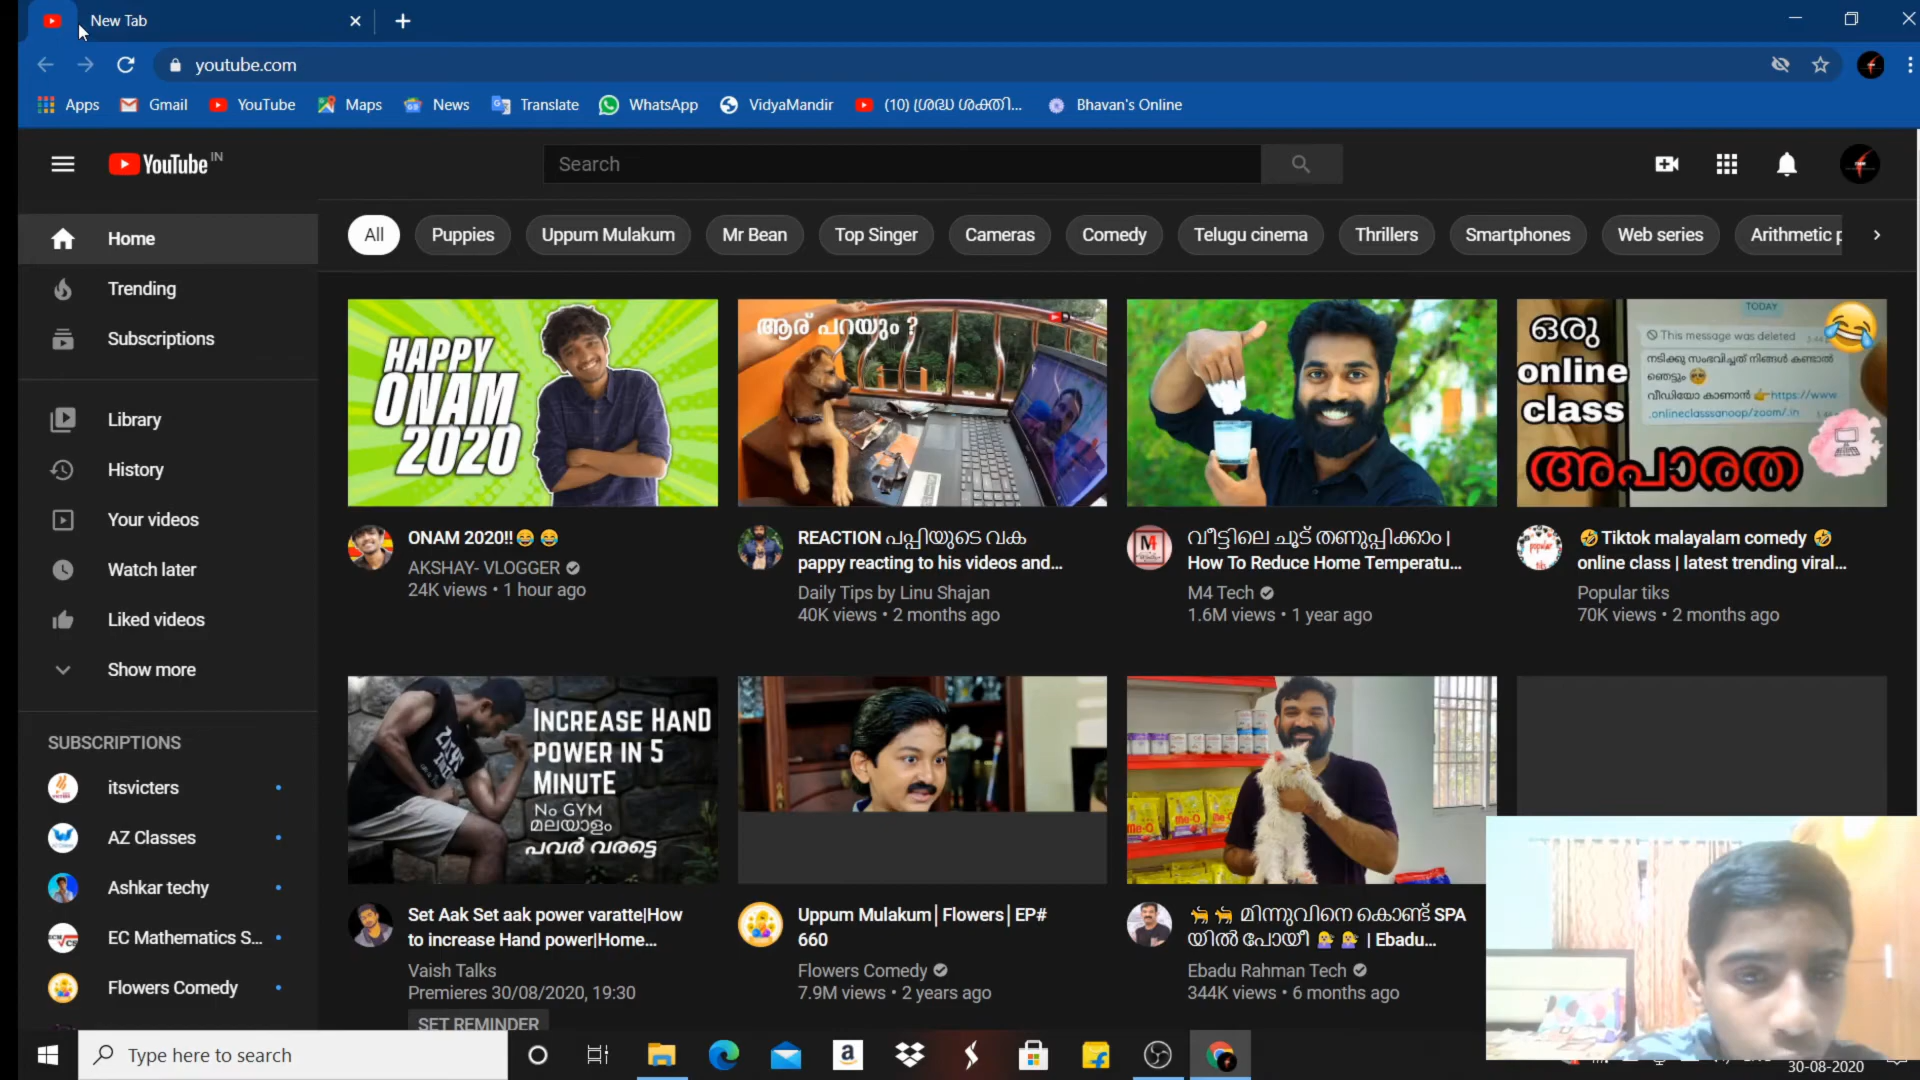 New Tab
youtube.com
Apps Gmail YouTube Maps News Translate WhatsApp VidyaMandir (10) ശ്രദ്ധ ശക്തി... Bhavan's Online
YouTube IN
Search
Home
Trending
Subscriptions
Library
History
Your videos
Watch later
Liked videos
Show more
SUBSCRIPTIONS
itsvicters
AZ Classes
Ashkar techy
EC Mathematics S...
Flowers Comedy
All Puppies Uppum Mulakum Mr Bean Top Singer Cameras Comedy Telugu cinema Thrillers Smartphones Web series Arithmetic p
HAPPY
ONAM
2020
ONAM 2020!!😂 😂
AKSHAY- VLOGGER
24K views • 1 hour ago
ആര് പറയും ?
REACTION പപ്പിയുടെ വക
pappy reacting to his videos and...
Daily Tips by Linu Shajan
40K views • 2 months ago
വീട്ടിലെ ചൂട് തണുപ്പിക്കാം |
How To Reduce Home Temperatu...
M4 Tech
1.6M views • 1 year ago
TODAY
This message was deleted
നടിക്കു സംഭവിച്ചത് നിങ്ങൾ കണ്ടാൽ
ഞെട്ടും
വീഡിയോ കാണാൻ 👉https://www
.onlineclasssanoop/zoom/.in
ഒരു
online
class
അപാരത
🤣Tiktok malayalam comedy 🤣
online class | latest trending viral...
Popular tiks
70K views • 2 months ago
INCREASE HAND
POWER IN 5
MINUTE
No GYM
മലയാളം
പവർ വരട്ടെ
Set Aak Set aak power varatte|How
to increase Hand power|Home...
Vaish Talks
Premieres 30/08/2020, 19:30
SET REMINDER
Uppum Mulakum│Flowers│EP#
660
Flowers Comedy
7.9M views • 2 years ago
me-O
🐈 🐈 മിന്നുവിനെ കൊണ്ട് SPA
യിൽ പോയീ 💆 💆 | Ebadu...
Ebadu Rahman Tech
344K views • 6 months ago
Type here to search
30-08-2020